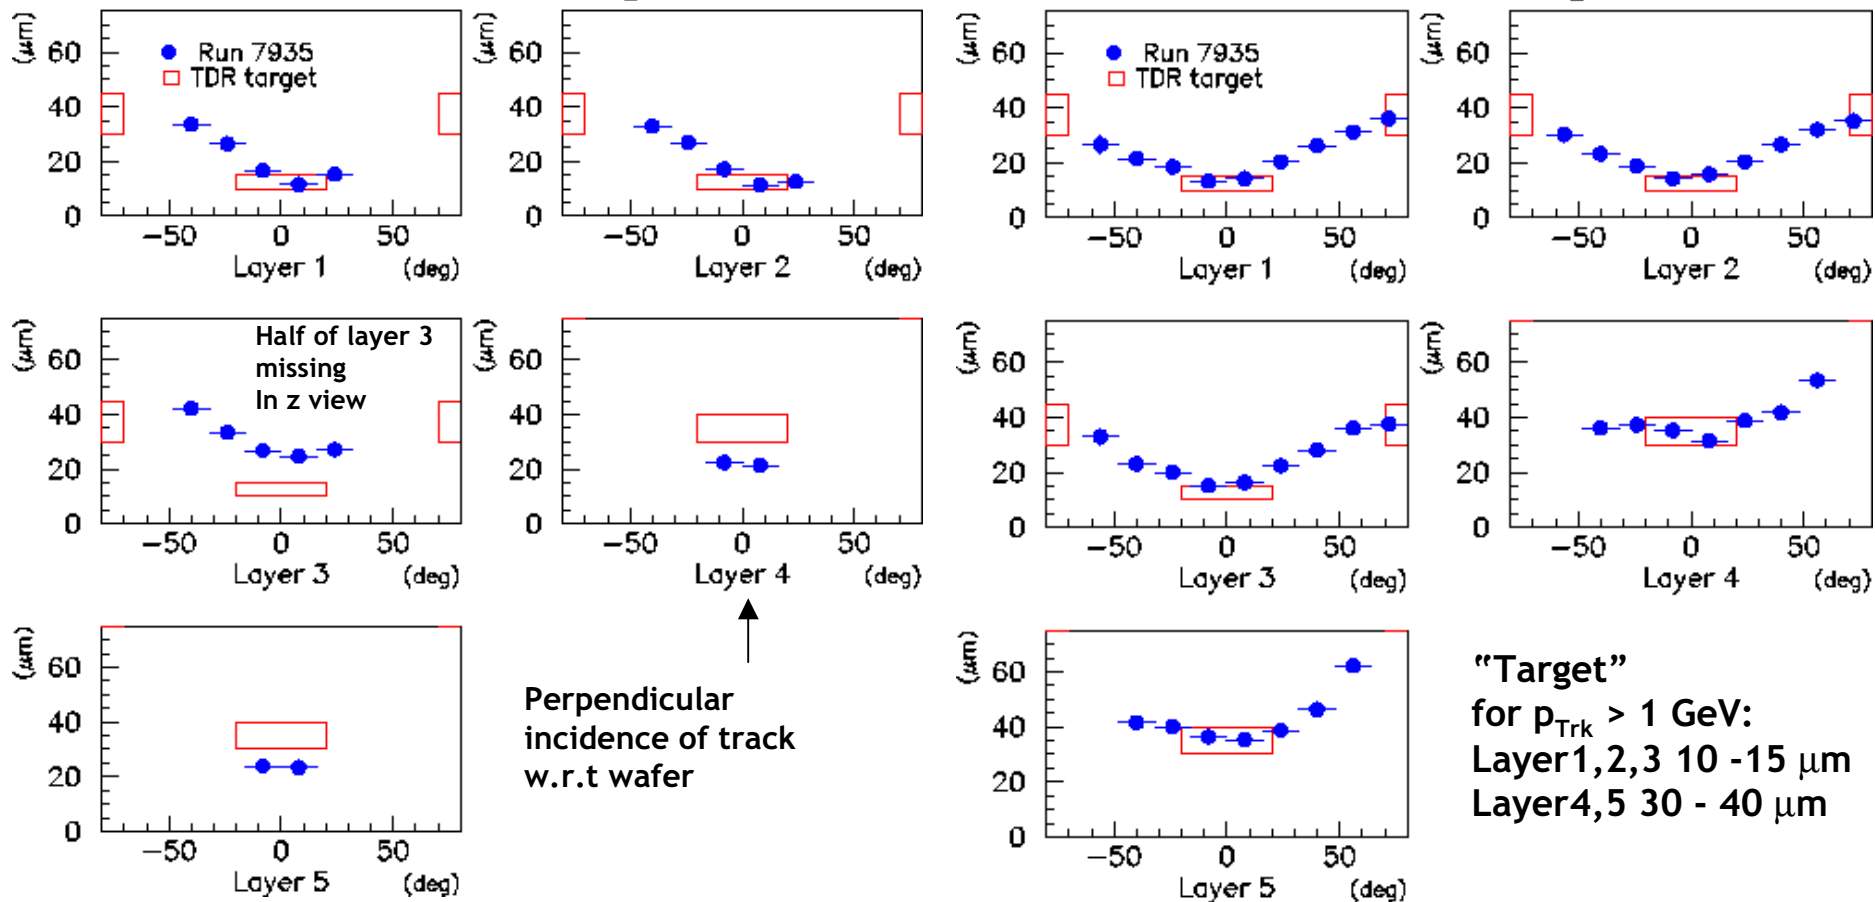 (μm)
60
40
20
0
Run 7935
TDR target
−50 0 50
Layer 1 (deg)
(μm)
60
40
20
0
−50 0 50
Layer 2 (deg)
(μm)
60
40
20
0
Run 7935
TDR target
−50 0 50
Layer 1 (deg)
(μm)
60
40
20
0
−50 0 50
Layer 2 (deg)
(μm)
60
40
20
0
Half of layer 3
missing
In z view
−50 0 50
Layer 3 (deg)
(μm)
60
40
20
0
−50 0 50
Layer 4 (deg)
(μm)
60
40
20
0
−50 0 50
Layer 3 (deg)
(μm)
60
40
20
0
−50 0 50
Layer 4 (deg)
(μm)
60
40
20
0
−50 0 50
Layer 5 (deg)
Perpendicular
incidence of track
w.r.t wafer
(μm)
60
40
20
0
−50 0 50
Layer 5 (deg)
“Target”
for pTrk > 1 GeV:
Layer1,2,3 10 -15 μm
Layer4,5 30 - 40 μm